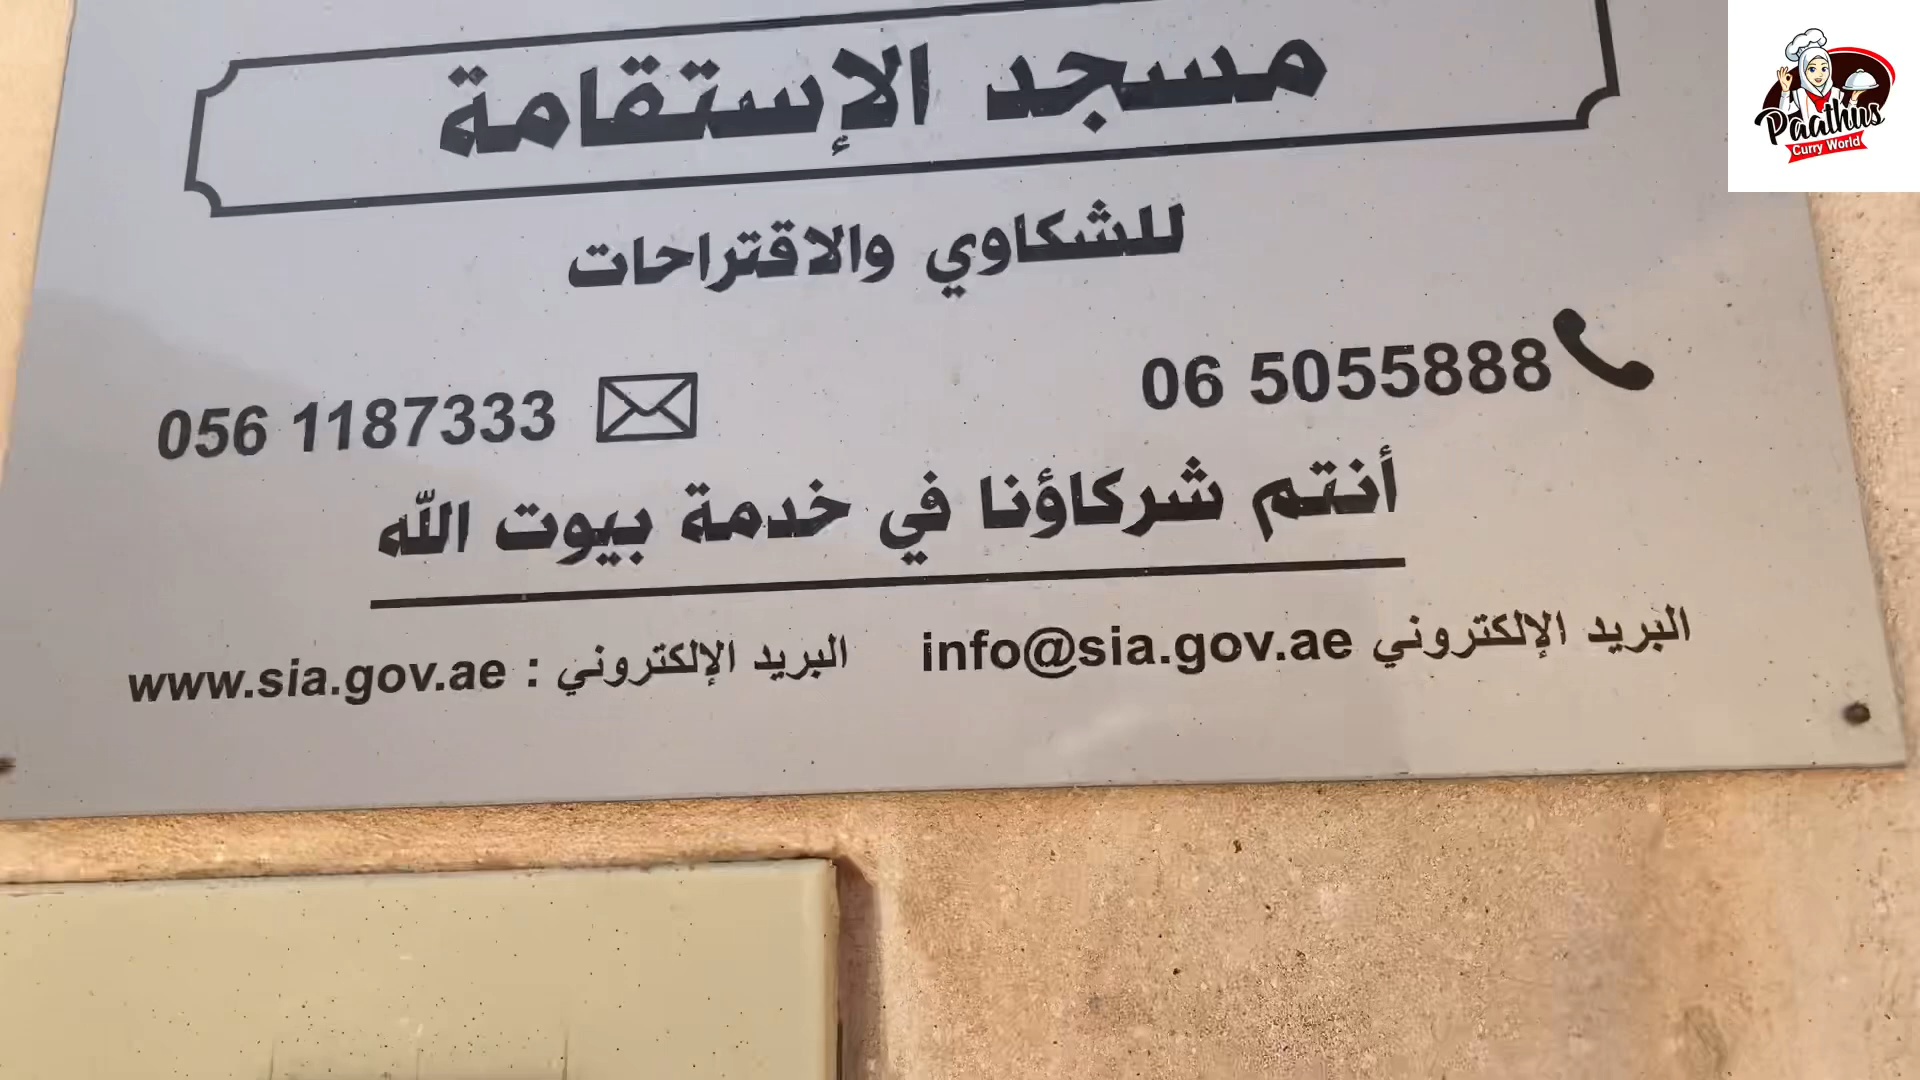 مسجد الإستقامة
للشكاوي والاقتراحات
06 5055888
056 1187333
أنتم شركاؤنا في خدمة بيوت الله
البريد الإلكتروني info@sia.gov.ae
البريد الإلكتروني : www.sia.gov.ae
Paathus
Curry World